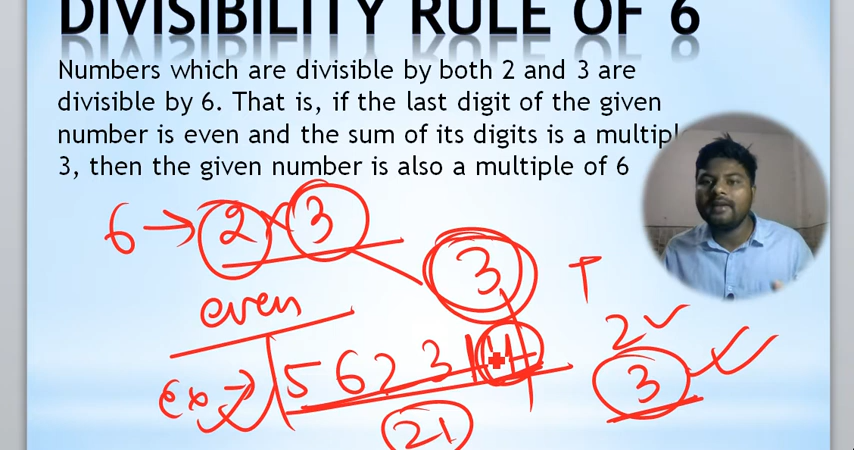 DIVISIBILITY RULE OF 6
Numbers which are divisible by both 2 and 3 are
divisible by 6. That is, if the last digit of the given
number is even and the sum of its digits is a
3, then the given number is also a multiple of 6
6 → 2 × 3
3
even
2 ✓
ex → 5 6 2 3 1 4
3 ✓
21